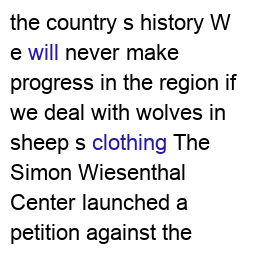 the country s history W
e will never make
progress in the region if
we deal with wolves in
sheep s clothing The
Simon Wiesenthal
Center launched a
petition against the